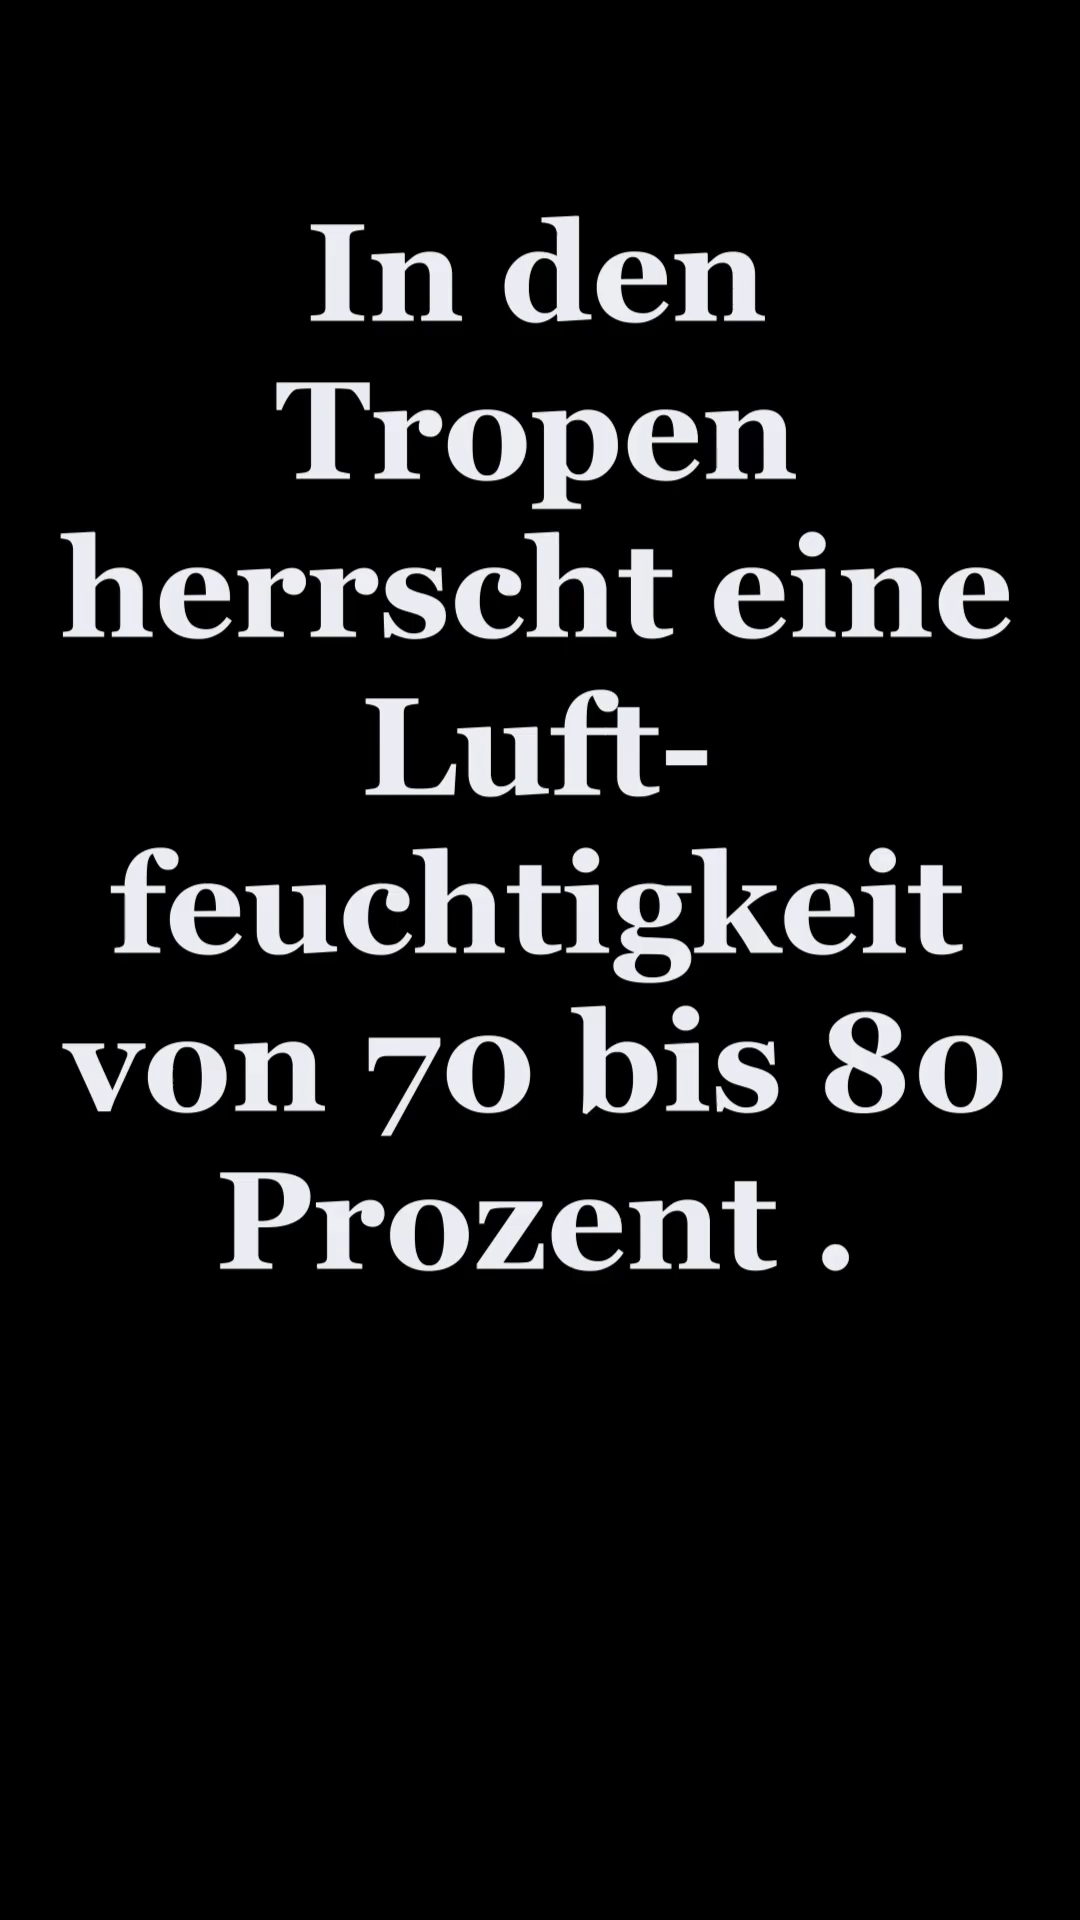 In den
Tropen
herrscht eine
Luft-
feuchtigkeit
von 70 bis 80
Prozent .